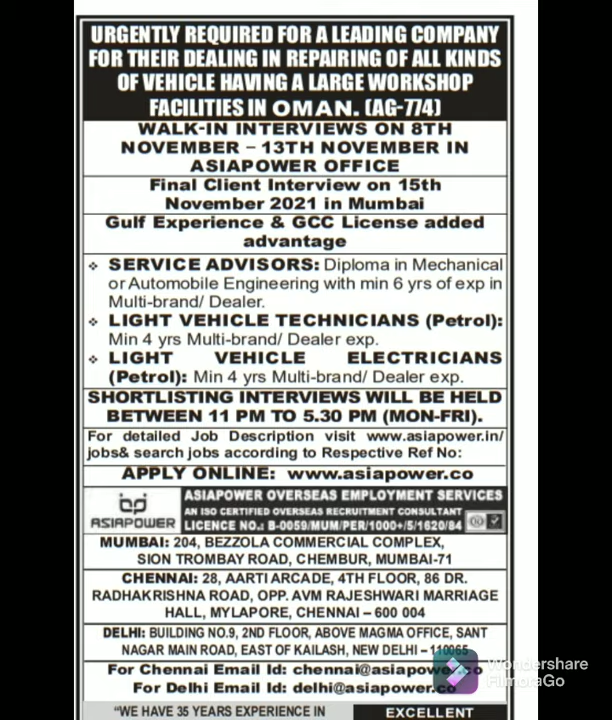 URGENTLY REQUIRED FOR A LEADING COMPANY
FOR THEIR DEALING IN REPAIRING OF ALL KINDS
OF VEHICLE HAVING A LARGE WORKSHOP
FACILITIES IN OMAN. (AG-774)
WALK-IN INTERVIEWS ON 8TH
NOVEMBER – 13TH NOVEMBER IN
ASIAPOWER OFFICE
Final Client Interview on 15th
November 2021 in Mumbai
Gulf Experience & GCC License added
advantage
❖ SERVICE ADVISORS: Diploma in Mechanical
or Automobile Engineering with min 6 yrs of exp in
Multi-brand/ Dealer.
❖ LIGHT VEHICLE TECHNICIANS (Petrol):
Min 4 yrs Multi-brand/ Dealer exp.
❖ LIGHT VEHICLE ELECTRICIANS
(Petrol): Min 4 yrs Multi-brand/ Dealer exp.
SHORTLISTING INTERVIEWS WILL BE HELD
BETWEEN 11 PM TO 5.30 PM (MON-FRI).
For detailed Job Description visit www.asiapower.in/
jobs& search jobs according to Respective Ref No:
APPLY ONLINE: www.asiapower.co
ASIAPOWER
ASIAPOWER OVERSEAS EMPLOYMENT SERVICES
AN ISO CERTIFIED OVERSEAS RECRUITMENT CONSULTANT
LICENCE NO.: B-0059/MUM/PER/1000+/5/1620/84
MUMBAI: 204, BEZZOLA COMMERCIAL COMPLEX,
SION TROMBAY ROAD, CHEMBUR, MUMBAI-71
CHENNAI: 28, AARTI ARCADE, 4TH FLOOR, 86 DR.
RADHAKRISHNA ROAD, OPP. AVM RAJESHWARI MARRIAGE
HALL, MYLAPORE, CHENNAI – 600 004
DELHI: BUILDING NO.9, 2ND FLOOR, ABOVE MAGMA OFFICE, SANT
NAGAR MAIN ROAD, EAST OF KAILASH, NEW DELHI – 110065
For Chennai Email Id: chennai@asiapower.co
For Delhi Email Id: delhi@asiapower.co
Wondershare
FilmoraGo
“WE HAVE 35 YEARS EXPERIENCE IN
EXCELLENT